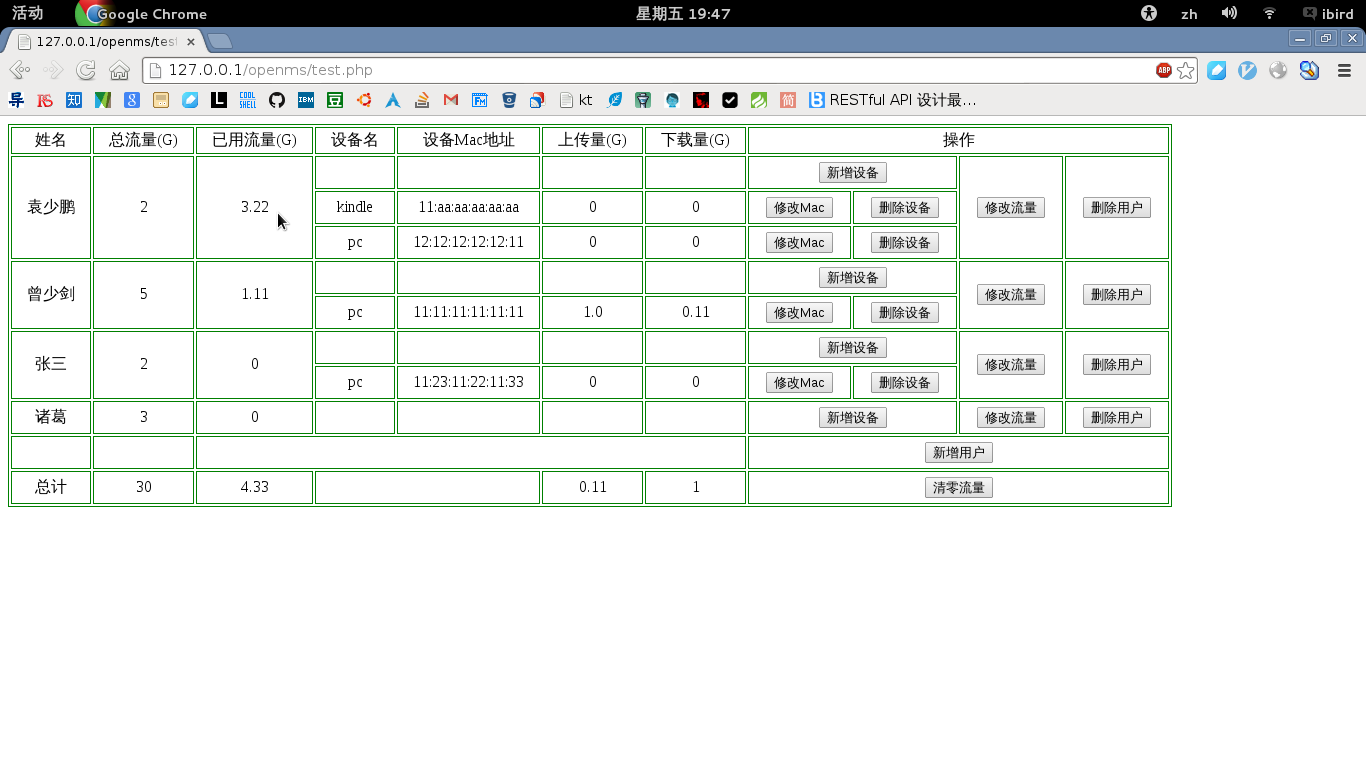 活动 Google Chrome 星期五 19:47 zh ibird
127.0.0.1/openms/test
127.0.0.1/openms/test.php ABP
知 8 L COOL SHELL IBM 豆 Fm kt 简 B RESTful API 设计最…
姓名 总流量(G) 已用流量(G) 设备名 设备Mac地址 上传量(G) 下载量(G) 操作
新增设备
袁少鹏 2 3.22 kindle 11:aa:aa:aa:aa:aa 0 0 修改Mac 删除设备 修改流量 删除用户
pc 12:12:12:12:12:11 0 0 修改Mac 删除设备
新增设备
曾少剑 5 1.11 修改流量 删除用户
pc 11:11:11:11:11:11 1.0 0.11 修改Mac 删除设备
新增设备
张三 2 0 修改流量 删除用户
pc 11:23:11:22:11:33 0 0 修改Mac 删除设备
诸葛 3 0 新增设备 修改流量 删除用户
新增用户
总计 30 4.33 0.11 1 清零流量